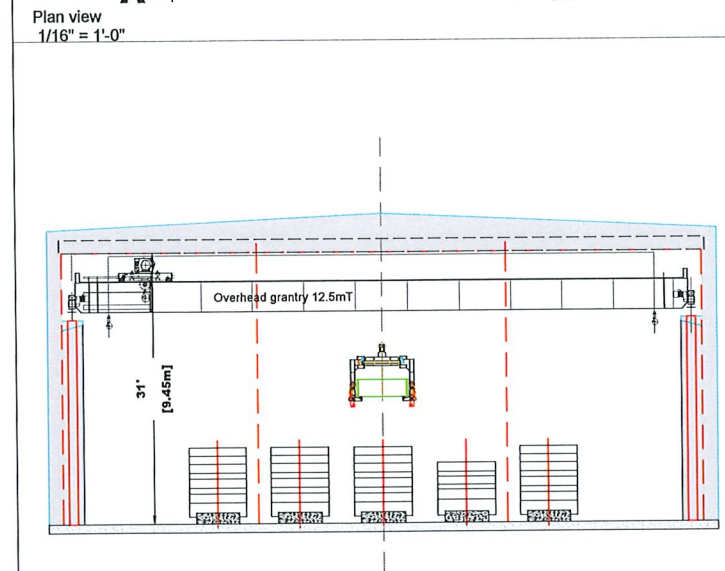 Plan view
1/16" = 1'-0"
Overhead grantry 12.5mT
31'
[9.45m]